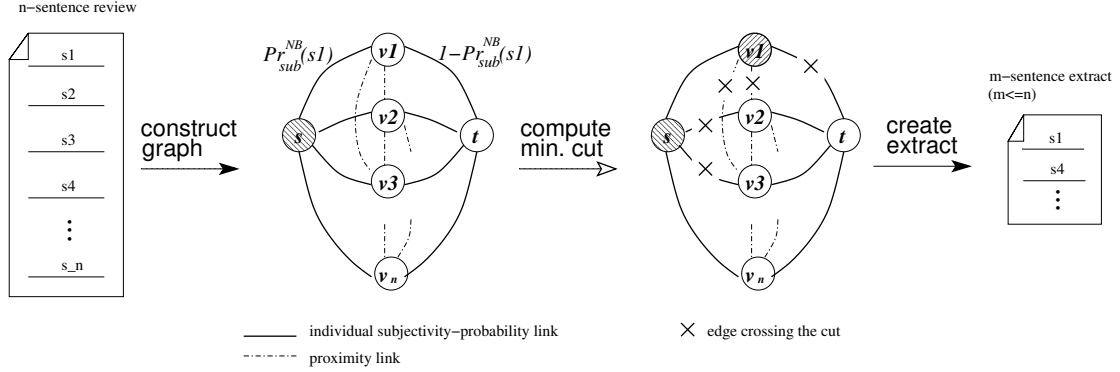 n-sentence review
s1
s2
s3
s4
s_n
construct
graph
Pr^NB_sub(s1)
1-Pr^NB_sub(s1)
v1
v2
v3
v_n
s
t
compute
min. cut
v1
v2
v3
v_n
s
t
create
extract
m-sentence extract
(m<=n)
s1
s4
individual subjectivity-probability link
proximity link
edge crossing the cut